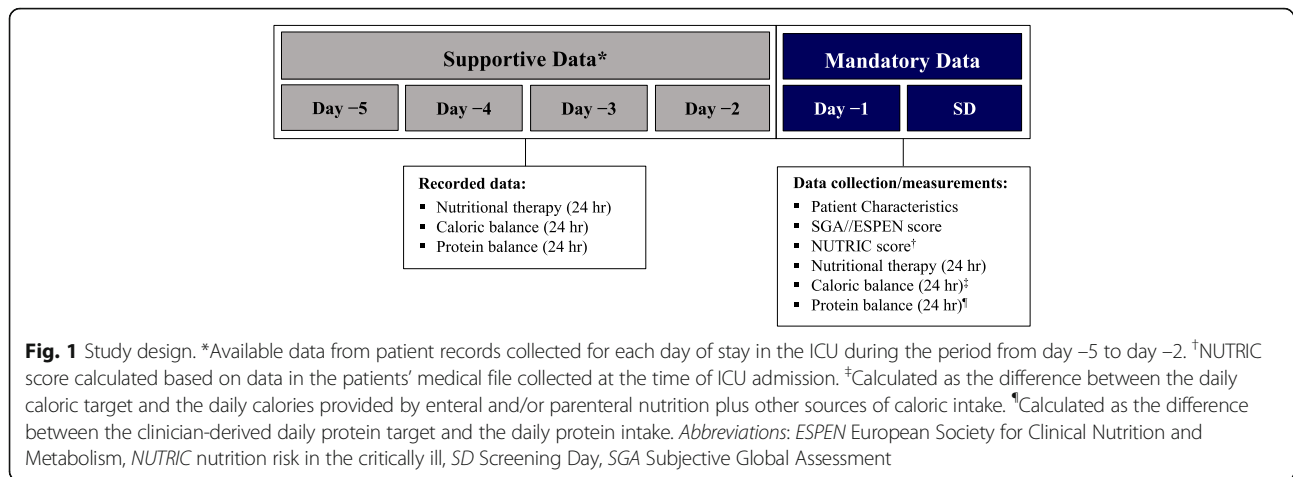 Supportive Data*
Mandatory Data
Day −5
Day −4
Day −3
Day −2
Day −1
SD
Recorded data:
▪ Nutritional therapy (24 hr)
▪ Caloric balance (24 hr)
▪ Protein balance (24 hr)
Data collection/measurements:
▪ Patient Characteristics
▪ SGA//ESPEN score
▪ NUTRIC score†
▪ Nutritional therapy (24 hr)
▪ Caloric balance (24 hr)‡
▪ Protein balance (24 hr)¶
Fig. 1 Study design. *Available data from patient records collected for each day of stay in the ICU during the period from day –5 to day –2. †NUTRIC
score calculated based on data in the patients’ medical file collected at the time of ICU admission. ‡Calculated as the difference between the daily
caloric target and the daily calories provided by enteral and/or parenteral nutrition plus other sources of caloric intake. ¶Calculated as the difference
between the clinician-derived daily protein target and the daily protein intake. Abbreviations: ESPEN European Society for Clinical Nutrition and
Metabolism, NUTRIC nutrition risk in the critically ill, SD Screening Day, SGA Subjective Global Assessment